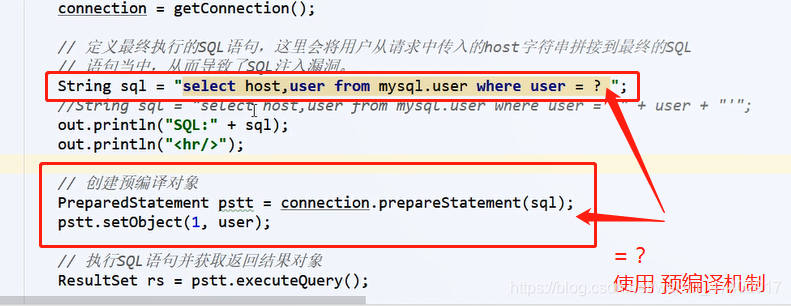 connection = getConnection();
// 定义最终执行的SQL语句，这里会将用户从请求中传入的host字符串拼接到最终的SQL
// 语句当中，从而导致了SQL注入漏洞。
String sql = "select host,user from mysql.user where user = ? ";
//String sql = "select host,user from mysql.user where user = '" + user + "'";
out.println("SQL:" + sql);
out.println("<hr/>");
// 创建预编译对象
PreparedStatement pstt = connection.prepareStatement(sql);
pstt.setObject(1, user);
// 执行SQL语句并获取返回结果对象
ResultSet rs = pstt.executeQuery();
= ?
使用 预编译机制